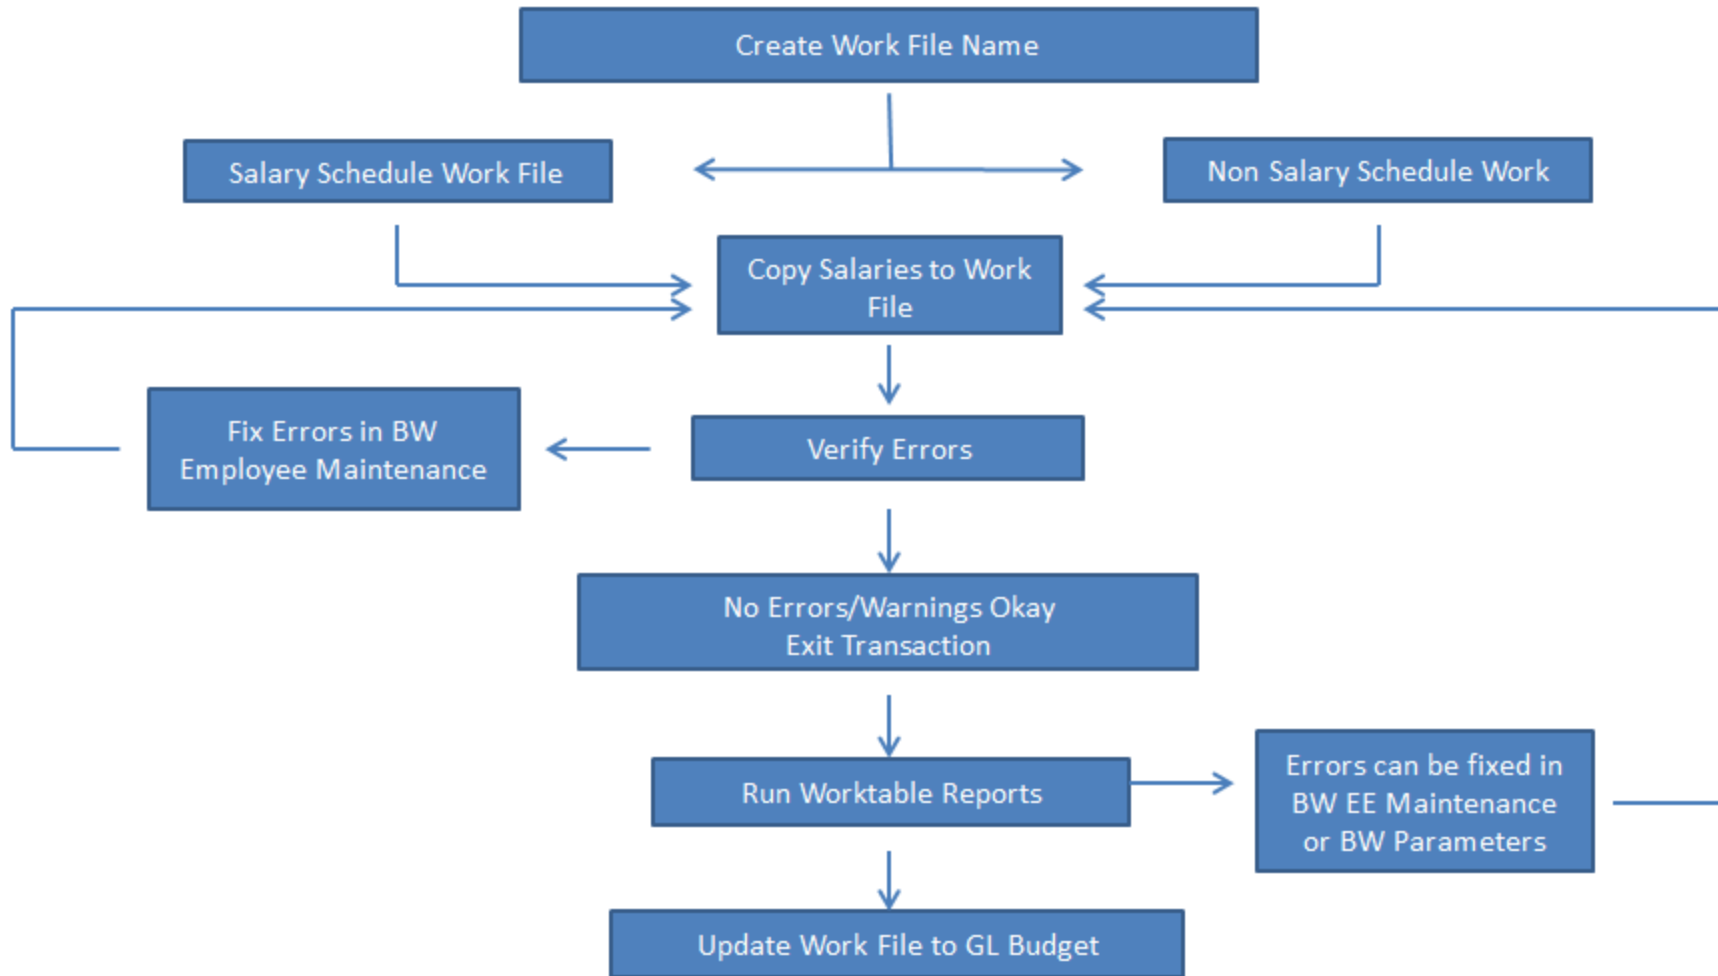 Create Work File Name
Salary Schedule Work File
Non Salary Schedule Work
Copy Salaries to Work
File
Fix Errors in BW
Employee Maintenance
Verify Errors
No Errors/Warnings Okay
Exit Transaction
Run Worktable Reports
Errors can be fixed in
BW EE Maintenance
or BW Parameters
Update Work File to GL Budget